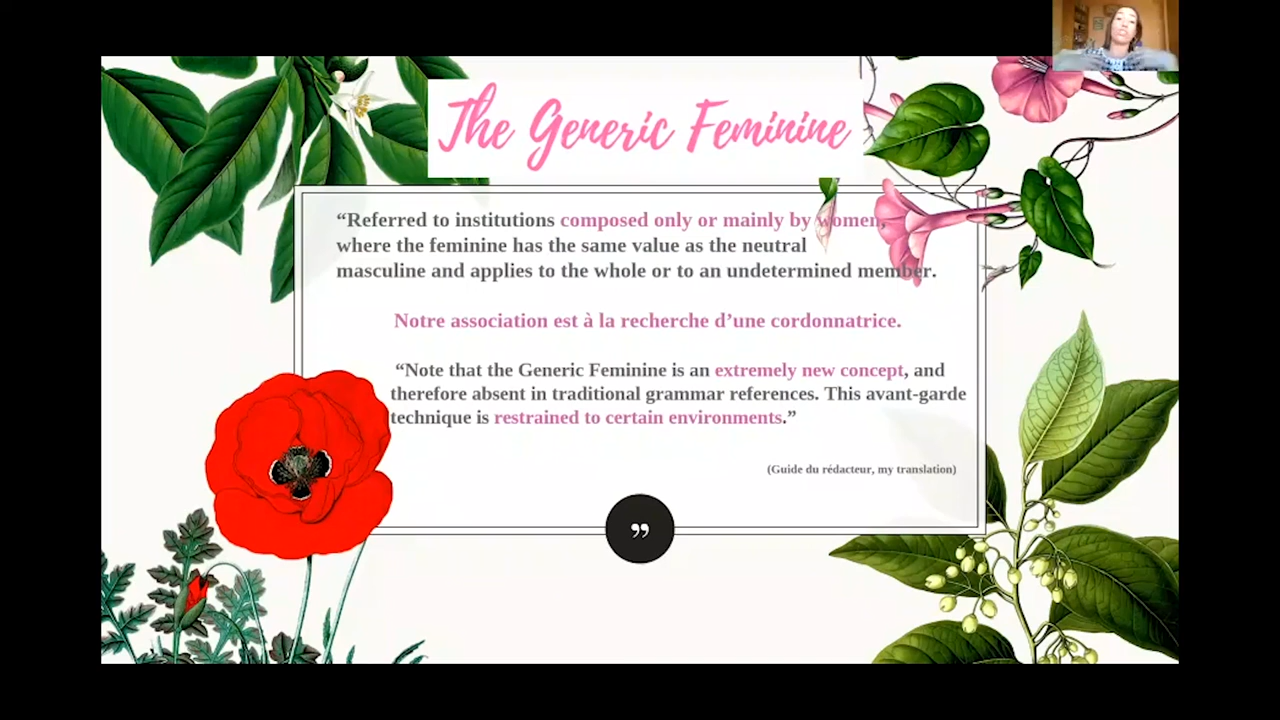 The Generic Feminine
“Referred to institutions composed only or mainly by women,
where the feminine has the same value as the neutral
masculine and applies to the whole or to an undetermined member.
Notre association est à la recherche d’une cordonnatrice.
“Note that the Generic Feminine is an extremely new concept, and
therefore absent in traditional grammar references. This avant-garde
technique is restrained to certain environments.”
(Guide du rédacteur, my translation)
”